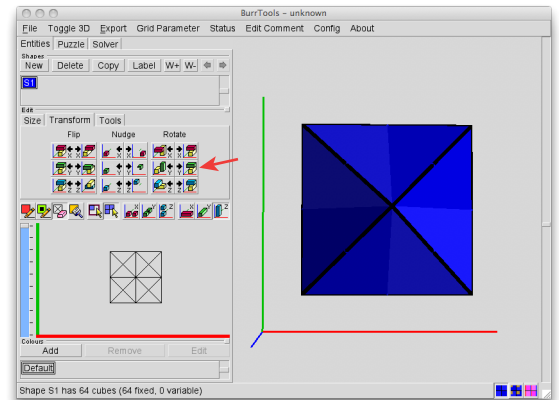 BurrTools – unknown
File Toggle 3D Export Grid Parameter Status Edit Comment Config About
Entities Puzzle Solver
Shapes
New Delete Copy Label W+ W-
S1
Edit
Size Transform Tools
Flip Nudge Rotate
X X X
Y Y Y
Z Z Z
X Y Z X Y Z
Colours
Add Remove Edit
Default
Shape S1 has 64 cubes (64 fixed, 0 variable)